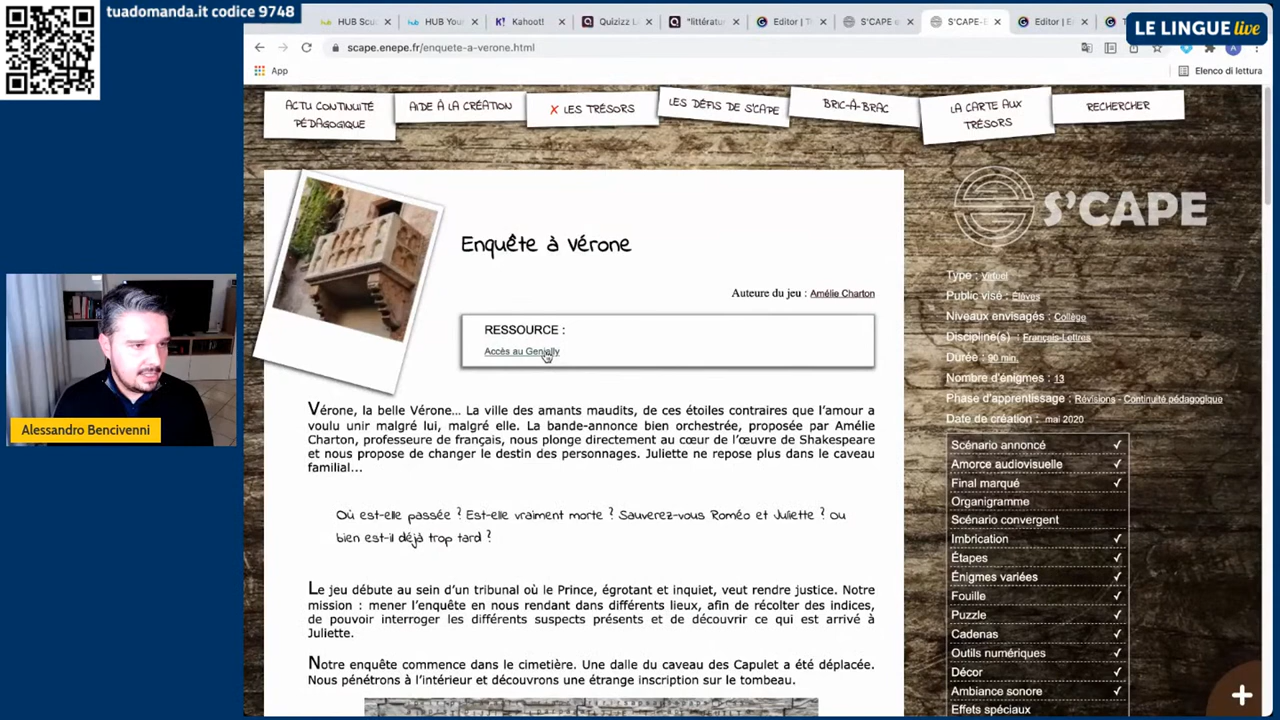 tuadomanda.it codice 9748
HUB Scu
HUB Your
Kahoot!
Quizizz L
"littératur
Editor | T
S'CAPE e
S'CAPE-E
Editor | E
LE LINGUE live
scape.enepe.fr/enquete-a-verone.html
App
Elenco di lettura
ACTU CONTINUITÉ
PÉDAGOGIQUE
AIDE À LA CRÉATION
X LES TRÉSORS
LES DÉFIS DE S'CAPE
BRIC-À-BRAC
LA CARTE AUX
TRÉSORS
RECHERCHER
S'CAPE
Enquête à Vérone
Auteure du jeu : Amélie Charton
RESSOURCE :
Accès au Genially
Vérone, la belle Vérone... La ville des amants maudits, de ces étoiles contraires que l'amour a
voulu unir malgré lui, malgré elle. La bande-annonce bien orchestrée, proposée par Amélie
Charton, professeure de français, nous plonge directement au cœur de l'œuvre de Shakespeare
et nous propose de changer le destin des personnages. Juliette ne repose plus dans le caveau
familial...
Où est-elle passée ? Est-elle vraiment morte ? Sauverez-vous Roméo et Juliette ? Ou
bien est-il déjà trop tard ?
Le jeu débute au sein d'un tribunal où le Prince, égrotant et inquiet, veut rendre justice. Notre
mission : mener l'enquête en nous rendant dans différents lieux, afin de récolter des indices,
de pouvoir interroger les différents suspects présents et de découvrir ce qui est arrivé à
Juliette.
Notre enquête commence dans le cimetière. Une dalle du caveau des Capulet a été déplacée.
Nous pénétrons à l'intérieur et découvrons une étrange inscription sur le tombeau.
Type : Virtuel
Public visé : Élèves
Niveaux envisagés : Collège
Discipline(s) : Français-Lettres
Durée : 90 min.
Nombre d'énigmes : 13
Phase d'apprentissage : Révisions - Continuité pédagogique
Date de création : mai 2020
Scénario annoncé ✓
Amorce audiovisuelle ✓
Final marqué ✓
Organigramme
Scénario convergent
Imbrication ✓
Étapes ✓
Énigmes variées ✓
Fouille ✓
Puzzle ✓
Cadenas ✓
Outils numériques ✓
Décor ✓
Ambiance sonore ✓
Effets spéciaux
Alessandro Bencivenni